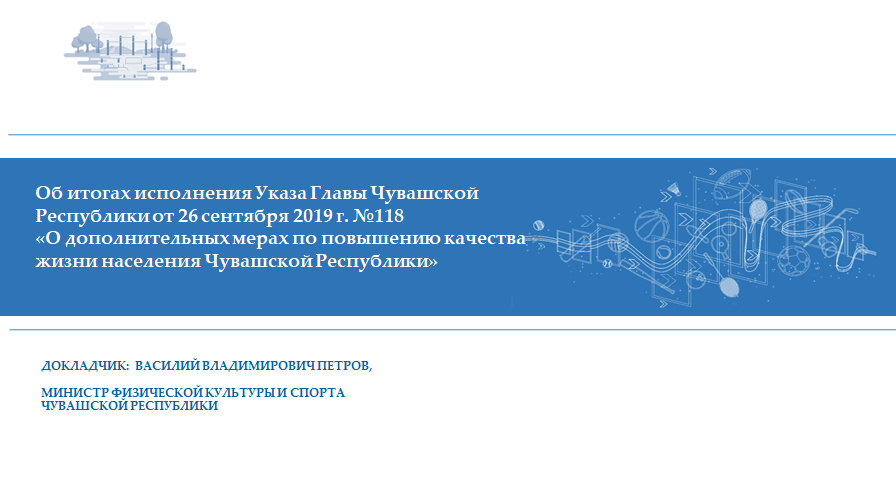 Об итогах исполнения Указа Главы Чувашской
Республики от 26 сентября 2019 г. №118
«О дополнительных мерах по повышению качества
жизни населения Чувашской Республики»
ДОКЛАДЧИК: ВАСИЛИЙ ВЛАДИМИРОВИЧ ПЕТРОВ,
МИНИСТР ФИЗИЧЕСКОЙ КУЛЬТУРЫ И СПОРТА
ЧУВАШСКОЙ РЕСПУБЛИКИ